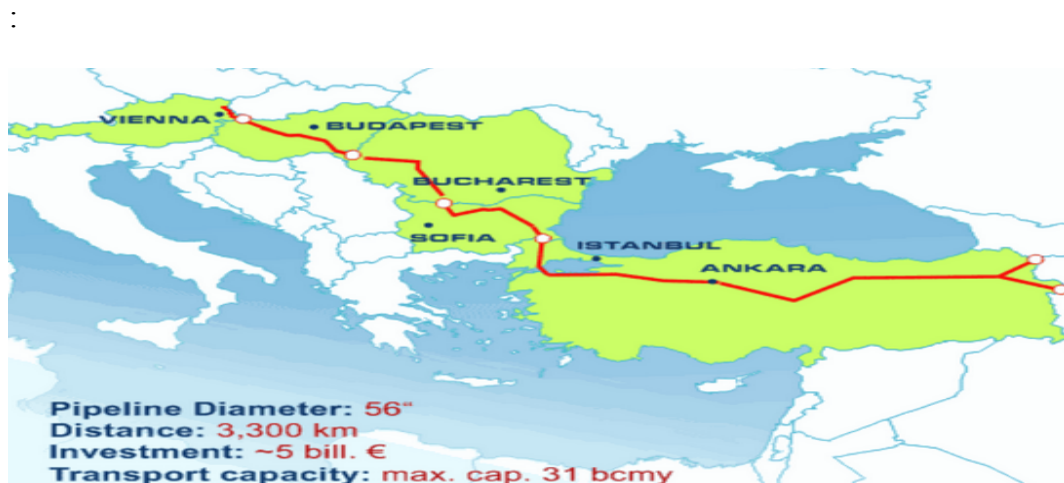 :
VIENNA
BUDAPEST
BUCHAREST
SOFIA
ISTANBUL
ANKARA
Pipeline Diameter: 56“
Distance: 3,300 km
Investment: ~5 bill. €
Transport capacity: max. cap. 31 bcmy